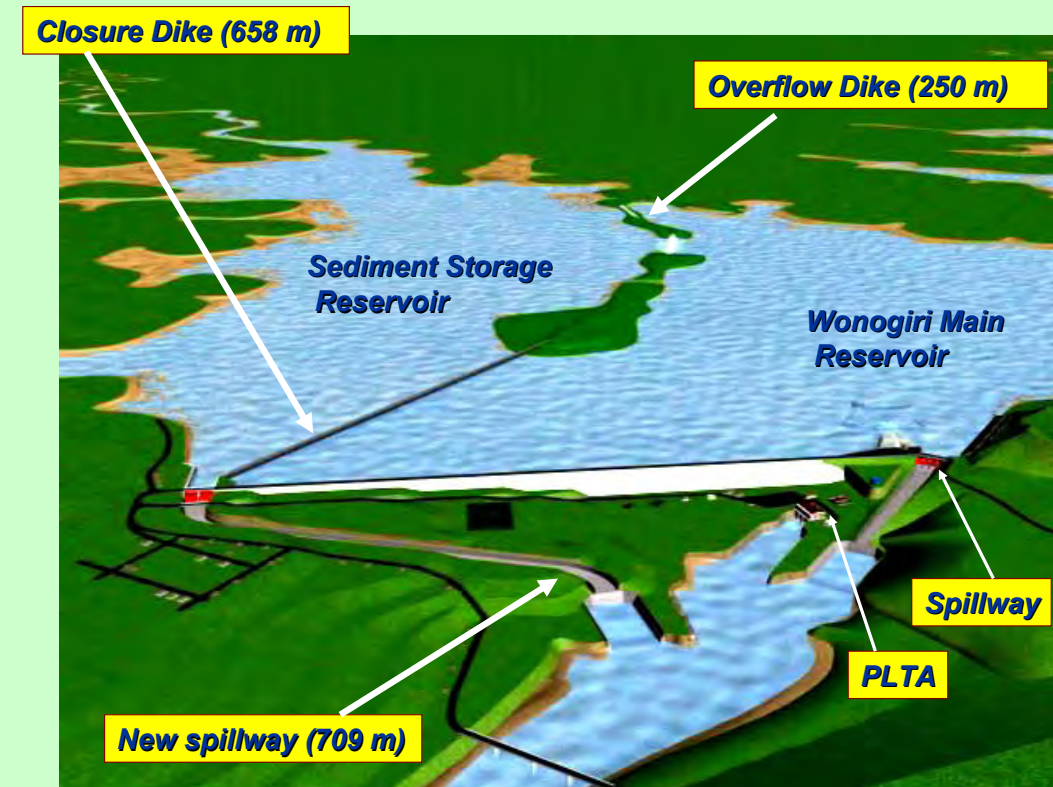 Closure Dike (658 m)
Overflow Dike (250 m)
Sediment Storage
Reservoir
Wonogiri Main
Reservoir
Spillway
PLTA
New spillway (709 m)